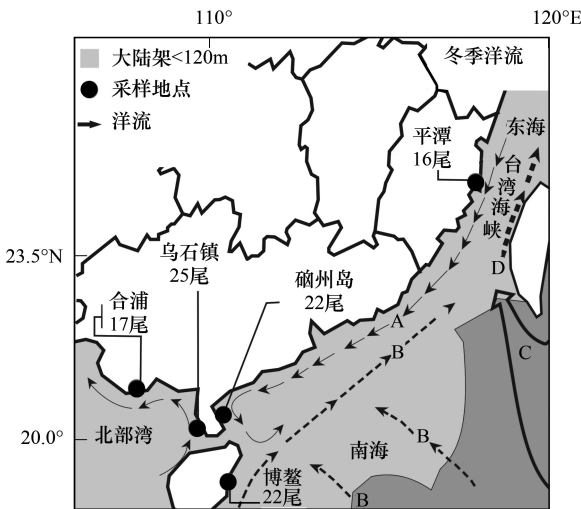 110°
120°E
大陆架<120m
采样地点
洋流
冬季洋流
平潭
16尾
东海
台
湾
海
峡
D
23.5°N
乌石镇
25尾
硇州岛
22尾
合浦
17尾
A
B
C
20.0°
北部湾
南海
B
博鳌
22尾
B